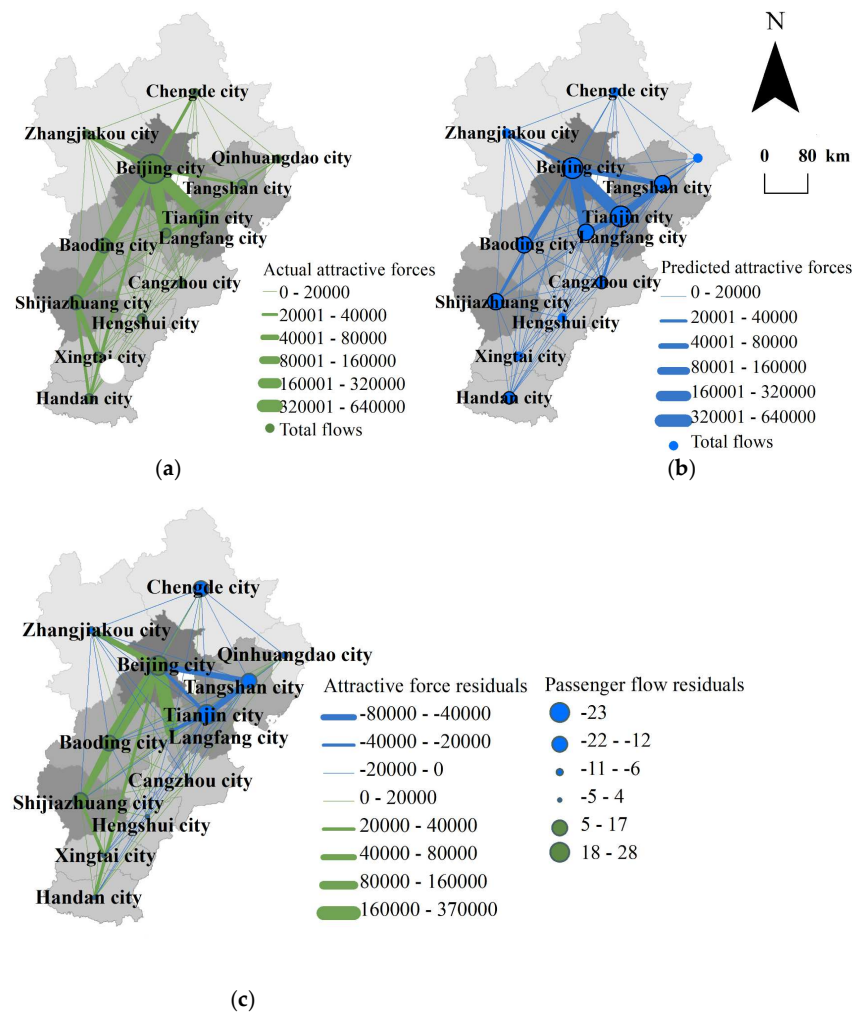 Chengde city
Zhangjiakou city
Beijing city
Qinhuangdao city
Tangshan city
Tianjin city
Langfang city
Baoding city
Cangzhou city
Shijiazhuang city
Hengshui city
Xingtai city
Handan city
Actual attractive forces
0 - 20000
20001 - 40000
40001 - 80000
80001 - 160000
160001 - 320000
320001 - 640000
Total flows
(a)
Chengde city
Zhangjiakou city
Beijing city
Tangshan city
Tianjin city
Langfang city
Baoding city
Cangzhou city
Shijiazhuang city
Hengshui city
Xingtai city
Handan city
N
0 80 km
Predicted attractive forces
0 - 20000
20001 - 40000
40001 - 80000
80001 - 160000
160001 - 320000
320001 - 640000
Total flows
(b)
Chengde city
Zhangjiakou city
Beijing city
Qinhuangdao city
Tangshan city
Tianjin city
Langfang city
Baoding city
Cangzhou city
Shijiazhuang city
Hengshui city
Xingtai city
Handan city
Attractive force residuals
-80000 - -40000
-40000 - -20000
-20000 - 0
0 - 20000
20000 - 40000
40000 - 80000
80000 - 160000
160000 - 370000
Passenger flow residuals
-23
-22 - -12
-11 - -6
-5 - 4
5 - 17
18 - 28
(c)